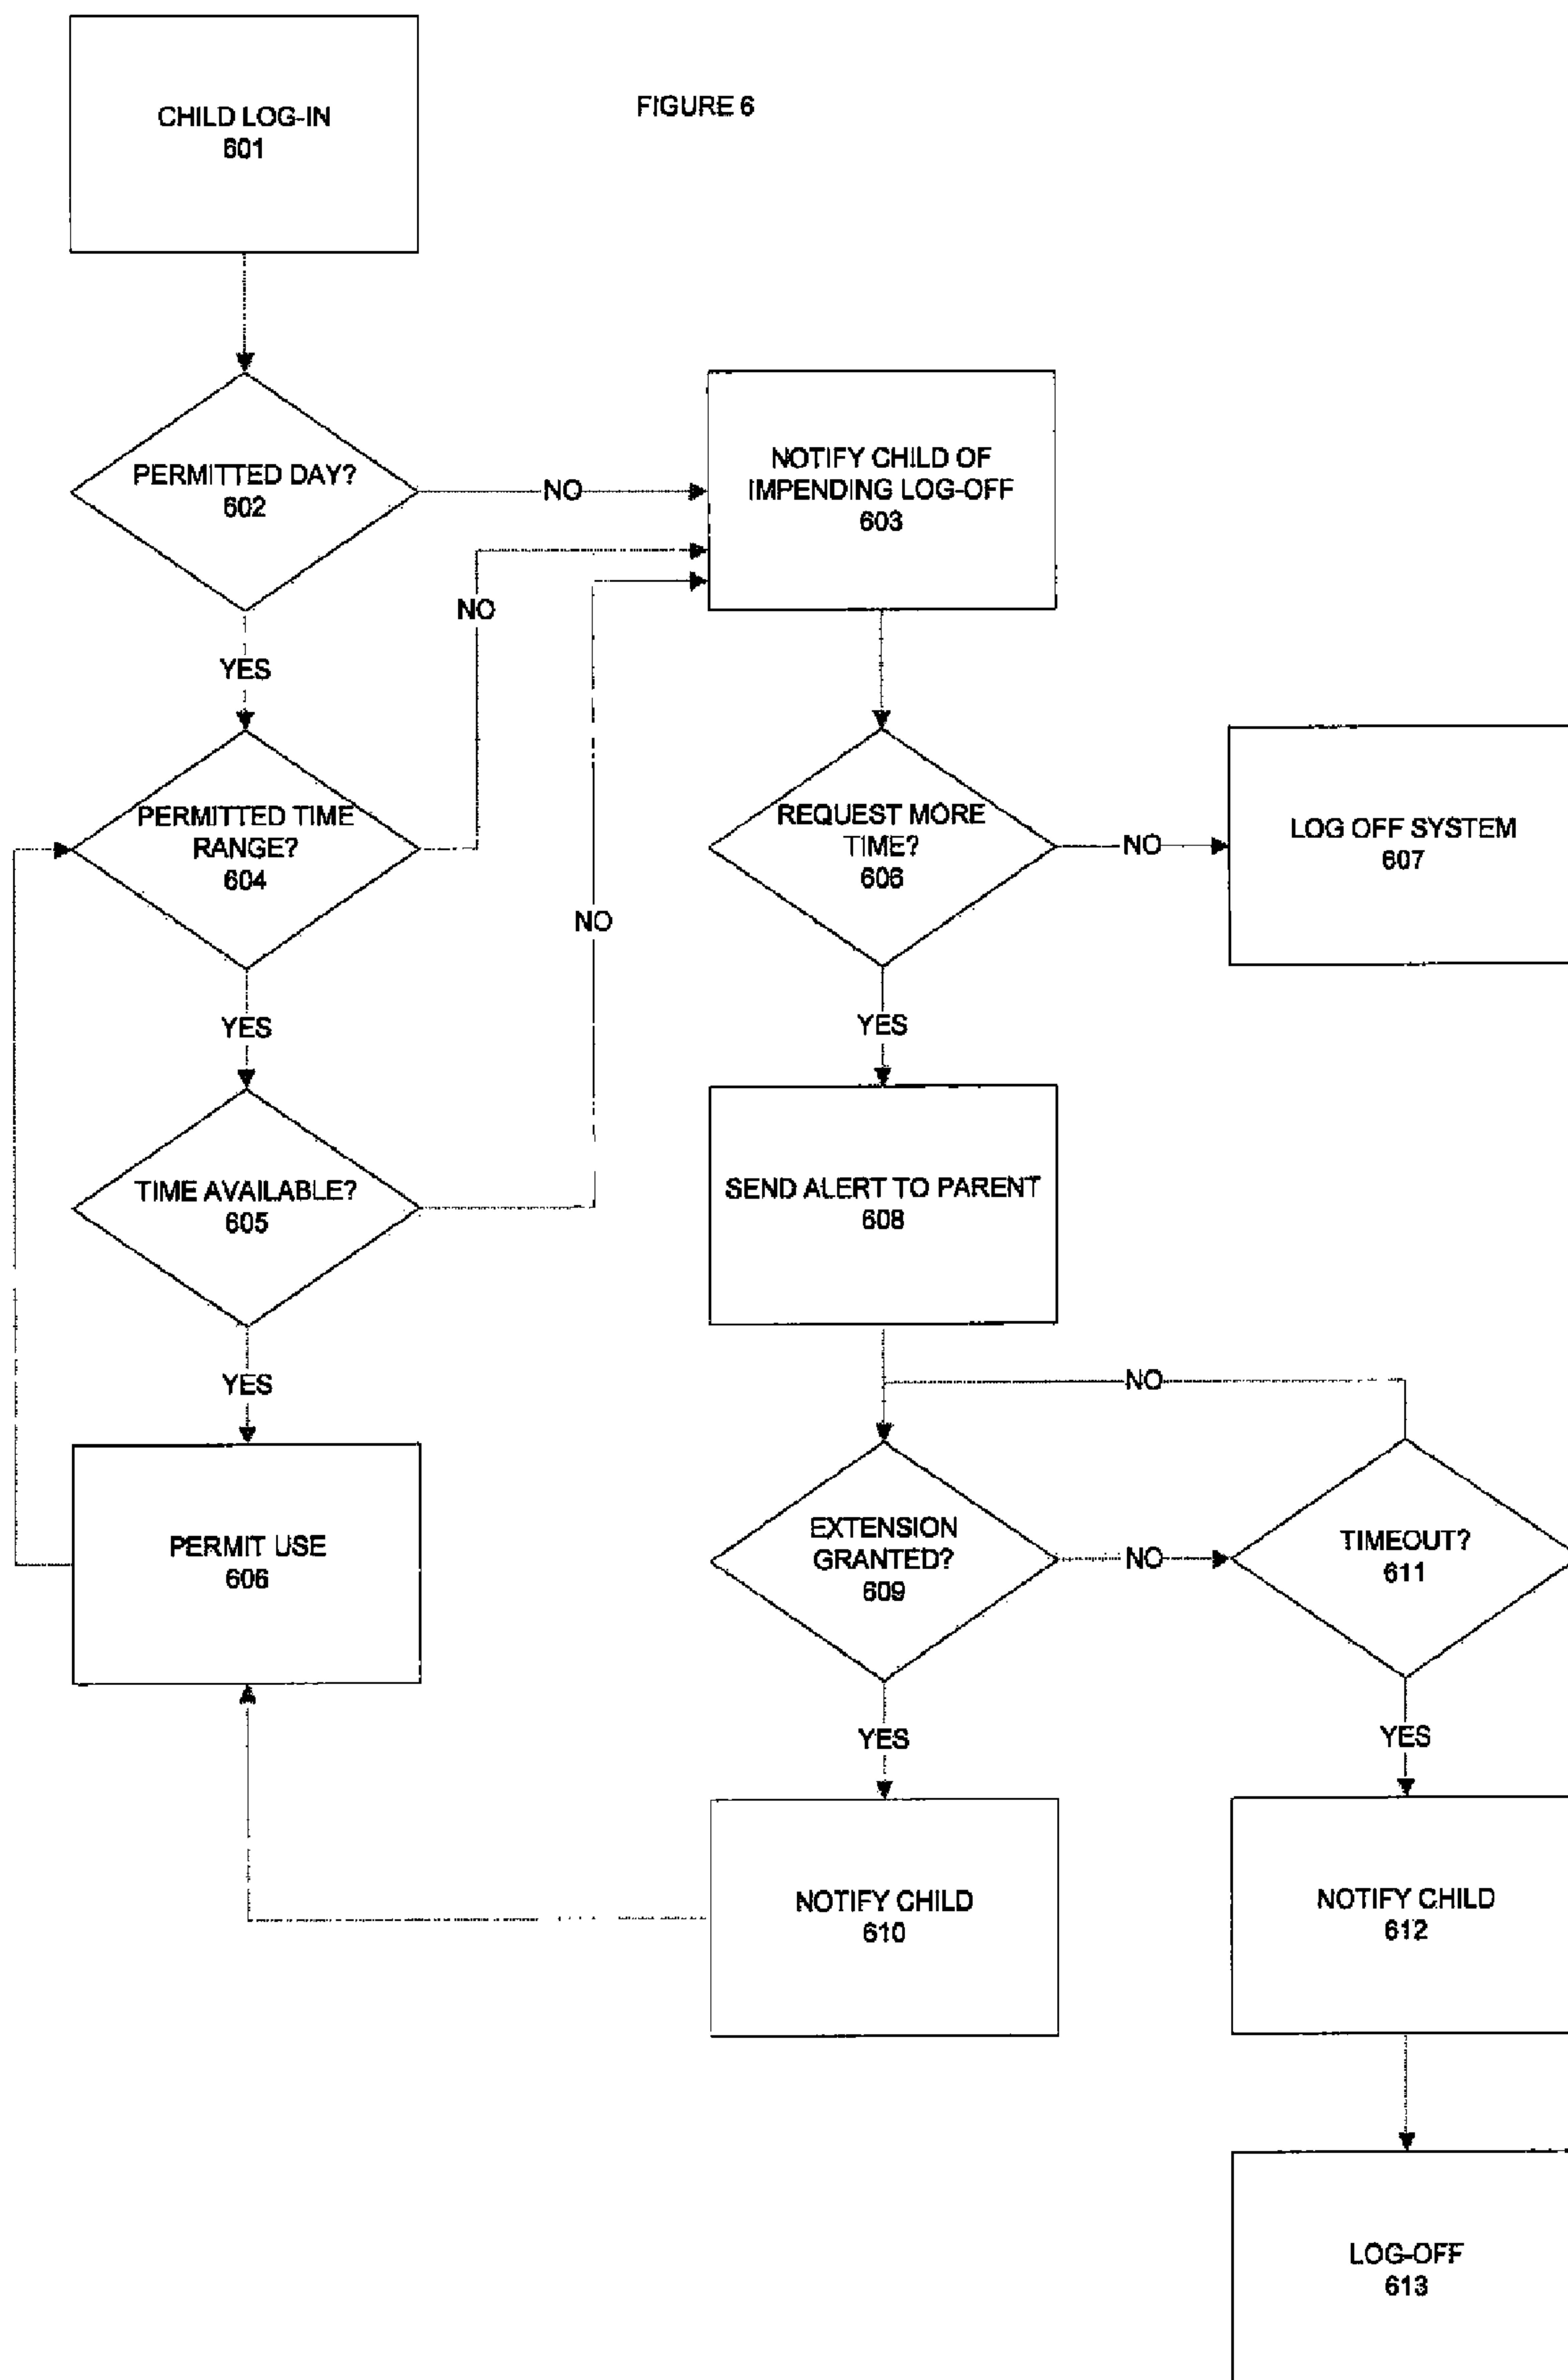 CHILD LOG-IN
601
FIGURE 6
PERMITTED DAY?
602
NO
NOTIFY CHILD OF
IMPENDING LOG-OFF
603
NO
YES
PERMITTED TIME
RANGE?
604
REQUEST MORE
TIME?
606
NO
LOG OFF SYSTEM
607
NO
YES
YES
TIME AVAILABLE?
605
SEND ALERT TO PARENT
608
YES
NO
PERMIT USE
606
EXTENSION
GRANTED?
609
NO
TIMEOUT?
611
YES
YES
NOTIFY CHILD
610
NOTIFY CHILD
612
LOG-OFF
613